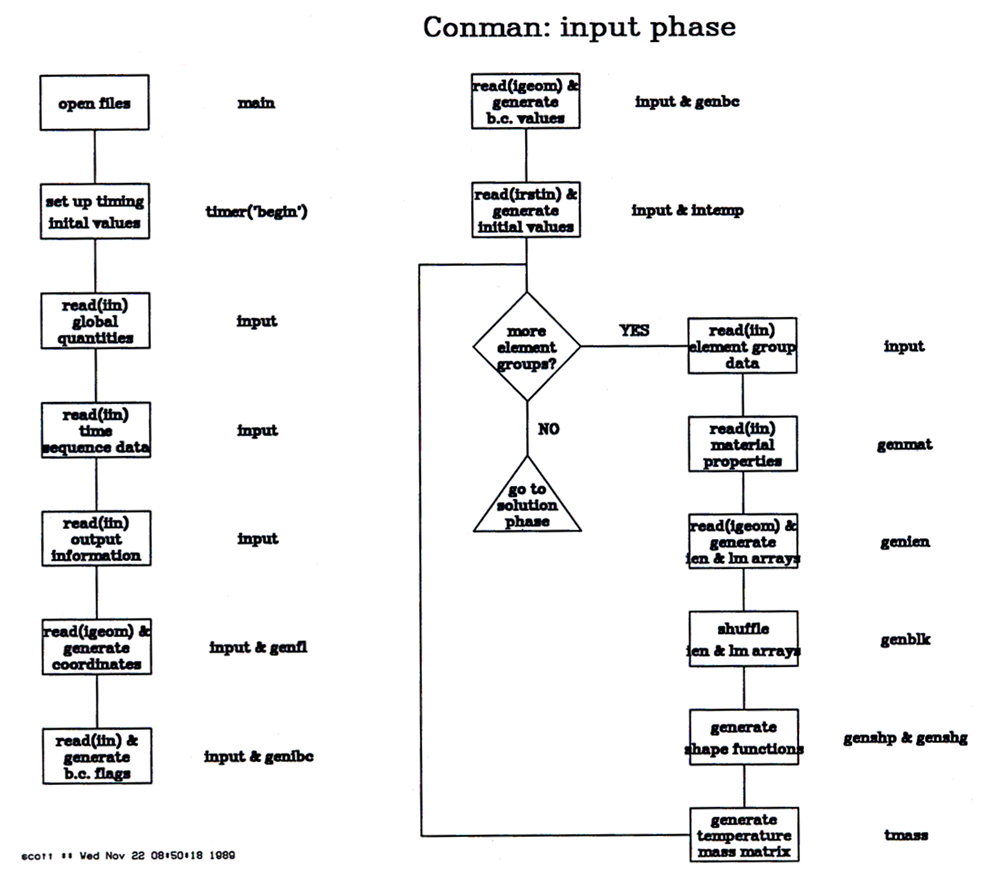 Conman: input phase
open files
main
set up timing
inital values
timer('begin')
read(iin)
global
quantities
input
read(iin)
time
sequence data
input
read(iin)
output
information
input
read(igeom) &
generate
coordinates
input & genfl
read(iin) &
generate
b.c. flags
input & genibc
read(igeom) &
generate
b.c. values
input & genbc
read(irstin) &
generate
initial values
input & intemp
more
element
groups?
YES
NO
go to
solution
phase
read(iin)
element group
data
input
read(iin)
material
properties
genmat
read(igeom) &
generate
ien & lm arrays
genien
shuffle
ien & lm arrays
genblk
generate
shape functions
genshp & genshg
generate
temperature
mass matrix
tmass
scott ** Wed Nov 22 08:50:18 1989